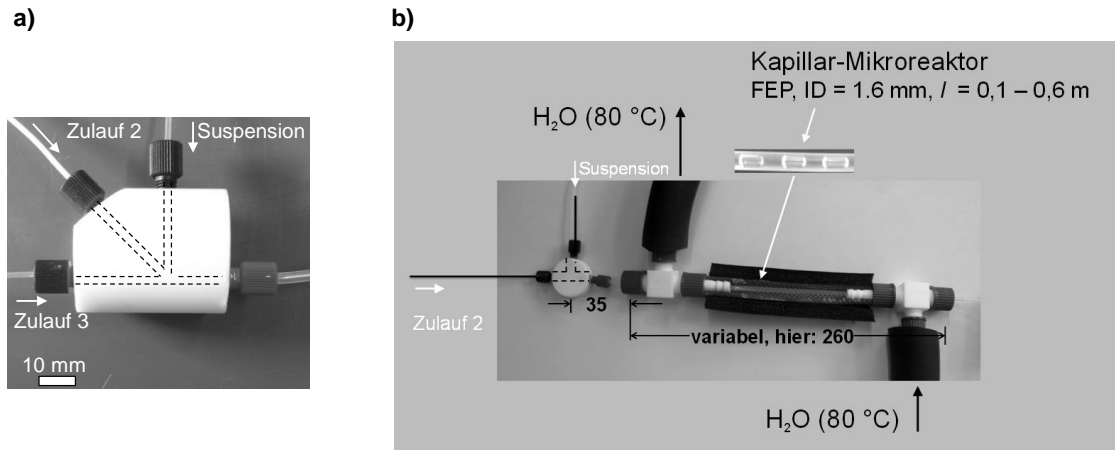 a)
Zulauf 2
Suspension
Zulauf 3
10 mm
b)
Kapillar-Mikroreaktor
FEP, ID = 1.6 mm, l = 0,1 – 0,6 m
H₂O (80 °C)
Suspension
35
Zulauf 2
variabel, hier: 260
H₂O (80 °C)